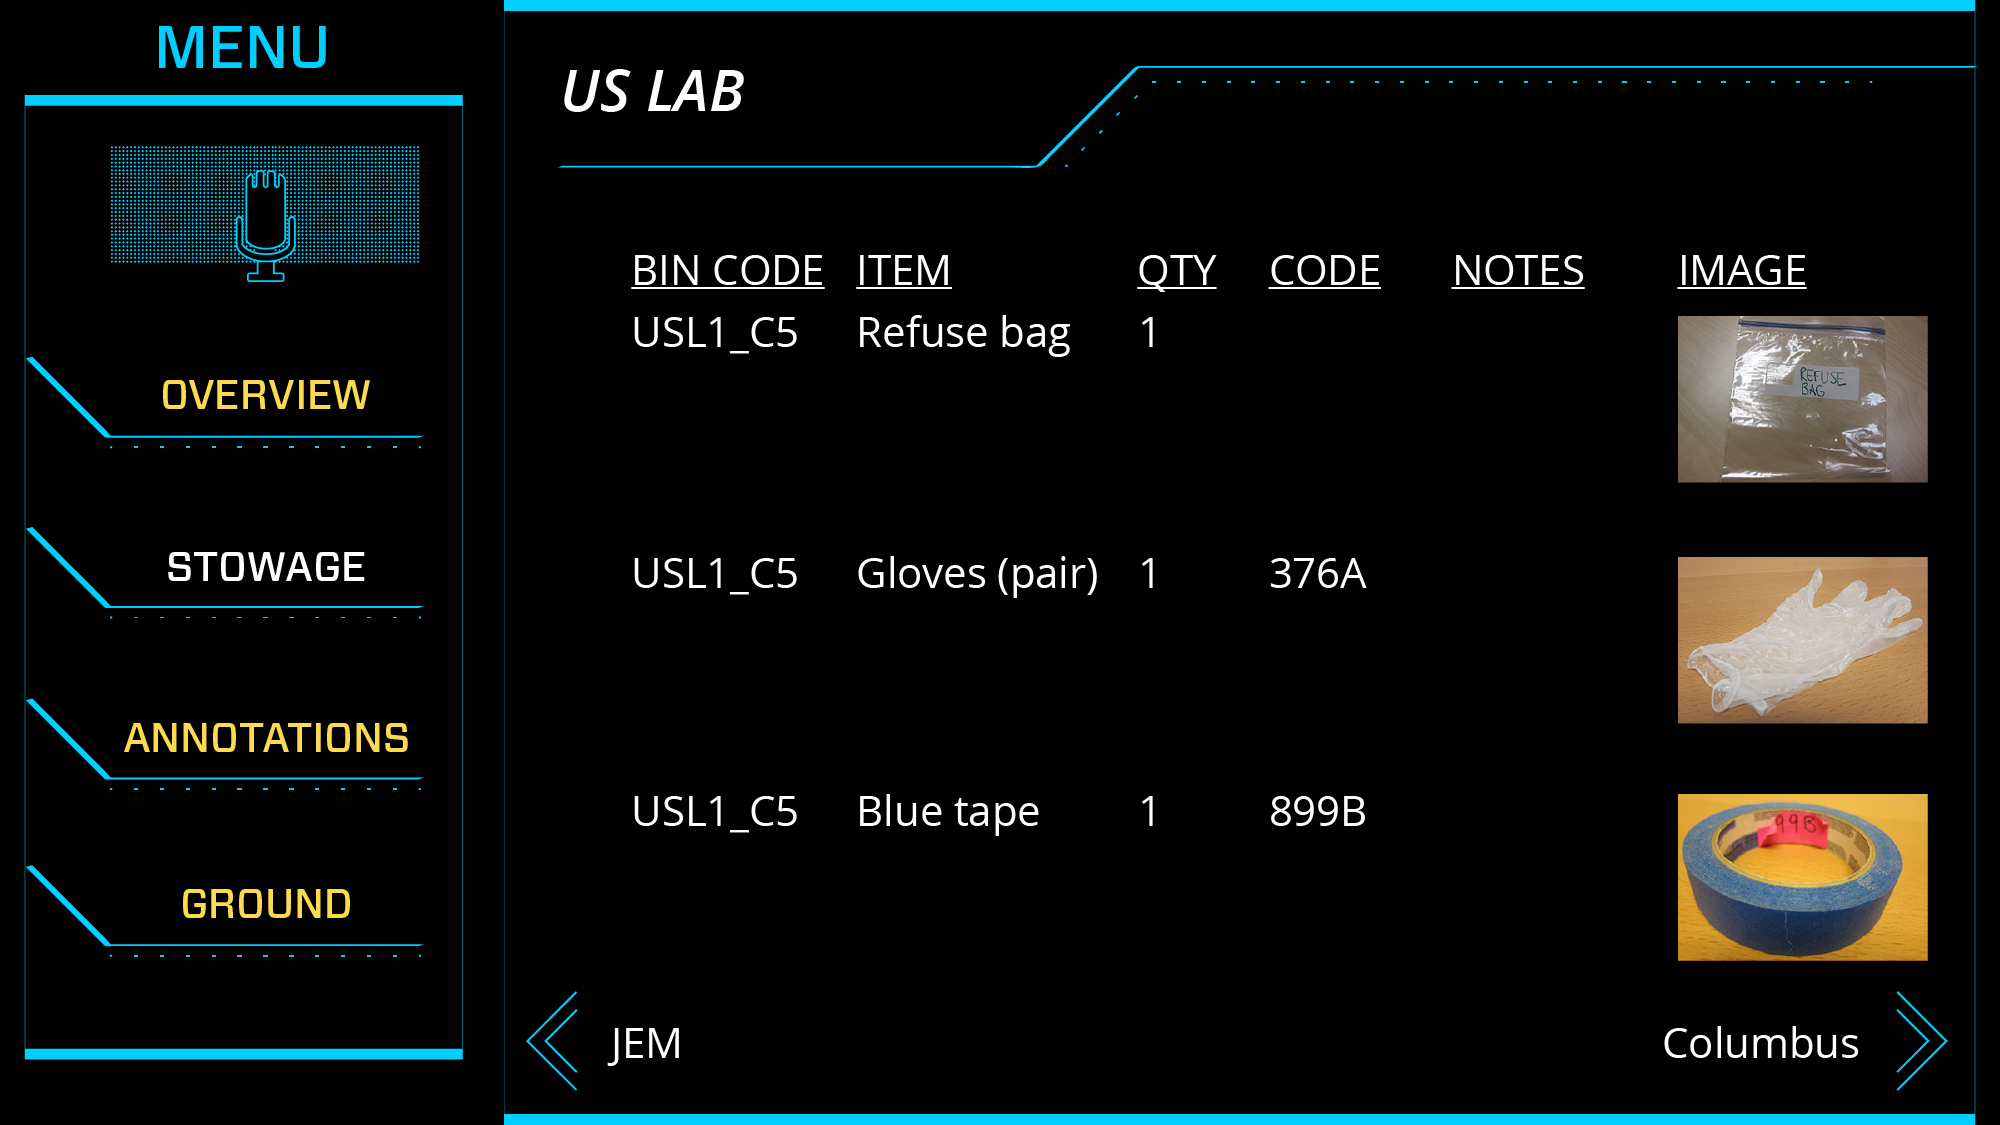 MENU
OVERVIEW
STOWAGE
ANNOTATIONS
GROUND
US LAB
BIN CODE ITEM QTY CODE NOTES IMAGE
USL1_C5 Refuse bag 1
REFUSE
BAG
USL1_C5 Gloves (pair) 1 376A
USL1_C5 Blue tape 1 899B
99B
JEM
Columbus